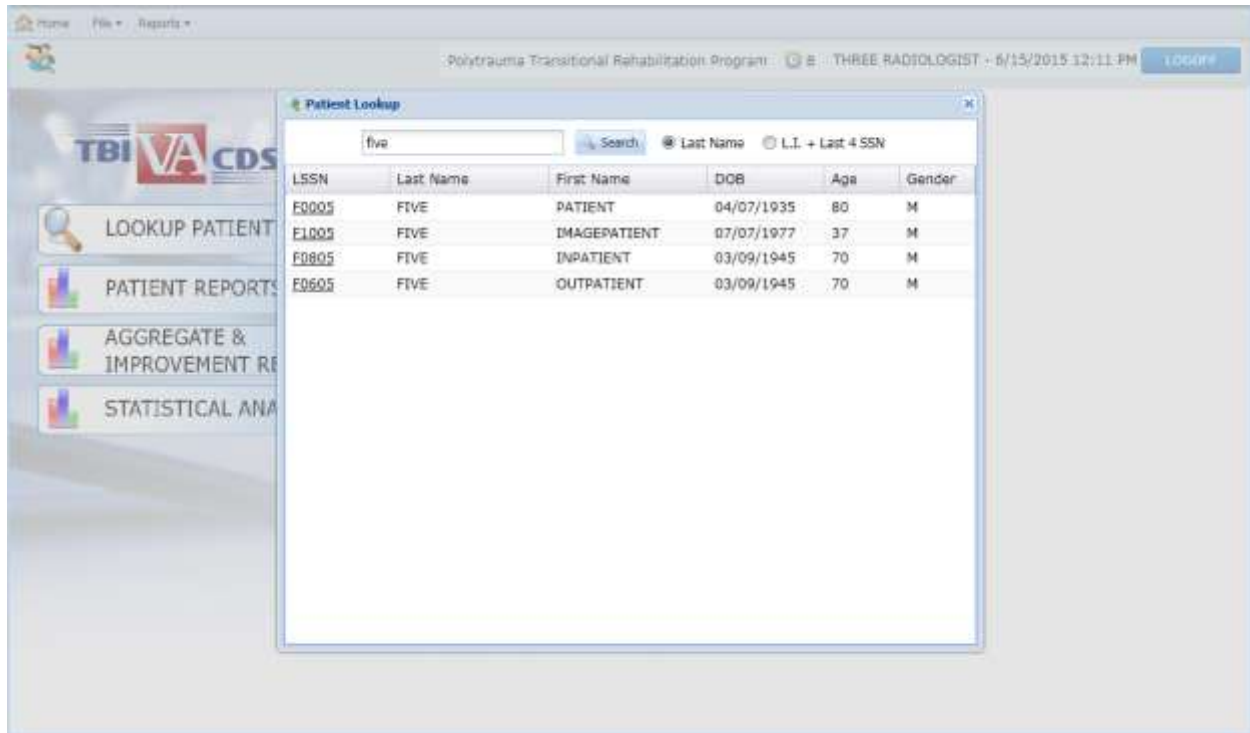 Home File Reports
Polytrauma Transitional Rehabilitation Program 8 THREE RADIOLOGIST - 6/15/2015 12:11 PM LOGOFF
Patient Lookup
five Search Last Name L.I. + Last 4 SSN
TBI VA CDS
LSSN Last Name First Name DOB Age Gender
F0005 FIVE PATIENT 04/07/1935 80 M
F1005 FIVE IMAGEPATIENT 07/07/1977 37 M
F0805 FIVE INPATIENT 03/09/1945 70 M
F0605 FIVE OUTPATIENT 03/09/1945 70 M
LOOKUP PATIENT
PATIENT REPORTS
AGGREGATE &
IMPROVEMENT RE
STATISTICAL ANA